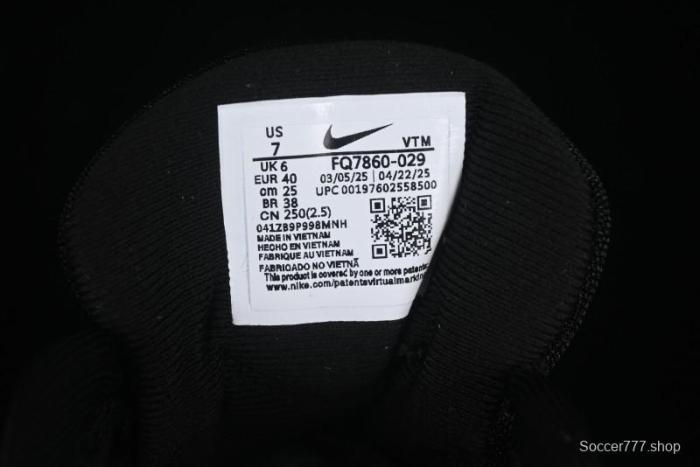 US
7
VTM
UK 6
FQ7860-029
EUR 40
03/05/25 | 04/22/25
cm 25
UPC 00197602558500
BR 38
CN 250(2.5)
041ZB9P998MNH
MADE IN VIETNAM
HECHO EN VIETNAM
FABRIQUE AU VIETNAM
FABRICADO NO VIETNÃ
This product is covered by one or more patents.
www.nike.com/patentsvirtualmarkin
Soccer777.shop